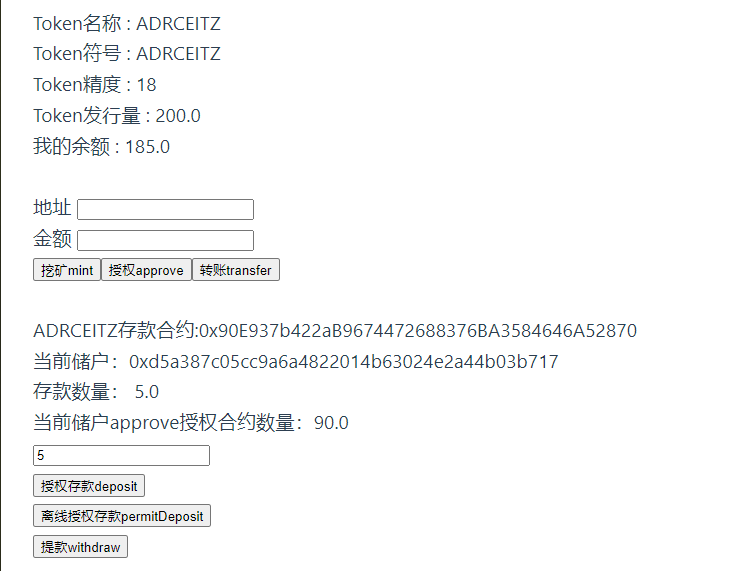 Token名称 : ADRCEITZ
Token符号 : ADRCEITZ
Token精度 : 18
Token发行量 : 200.0
我的余额 : 185.0
地址
金额
挖矿mint 授权approve 转账transfer
ADRCEITZ存款合约:0x90E937b422aB9674472688376BA3584646A52870
当前储户：0xd5a387c05cc9a6a4822014b63024e2a44b03b717
存款数量： 5.0
当前储户approve授权合约数量：90.0
5
授权存款deposit
离线授权存款permitDeposit
提款withdraw